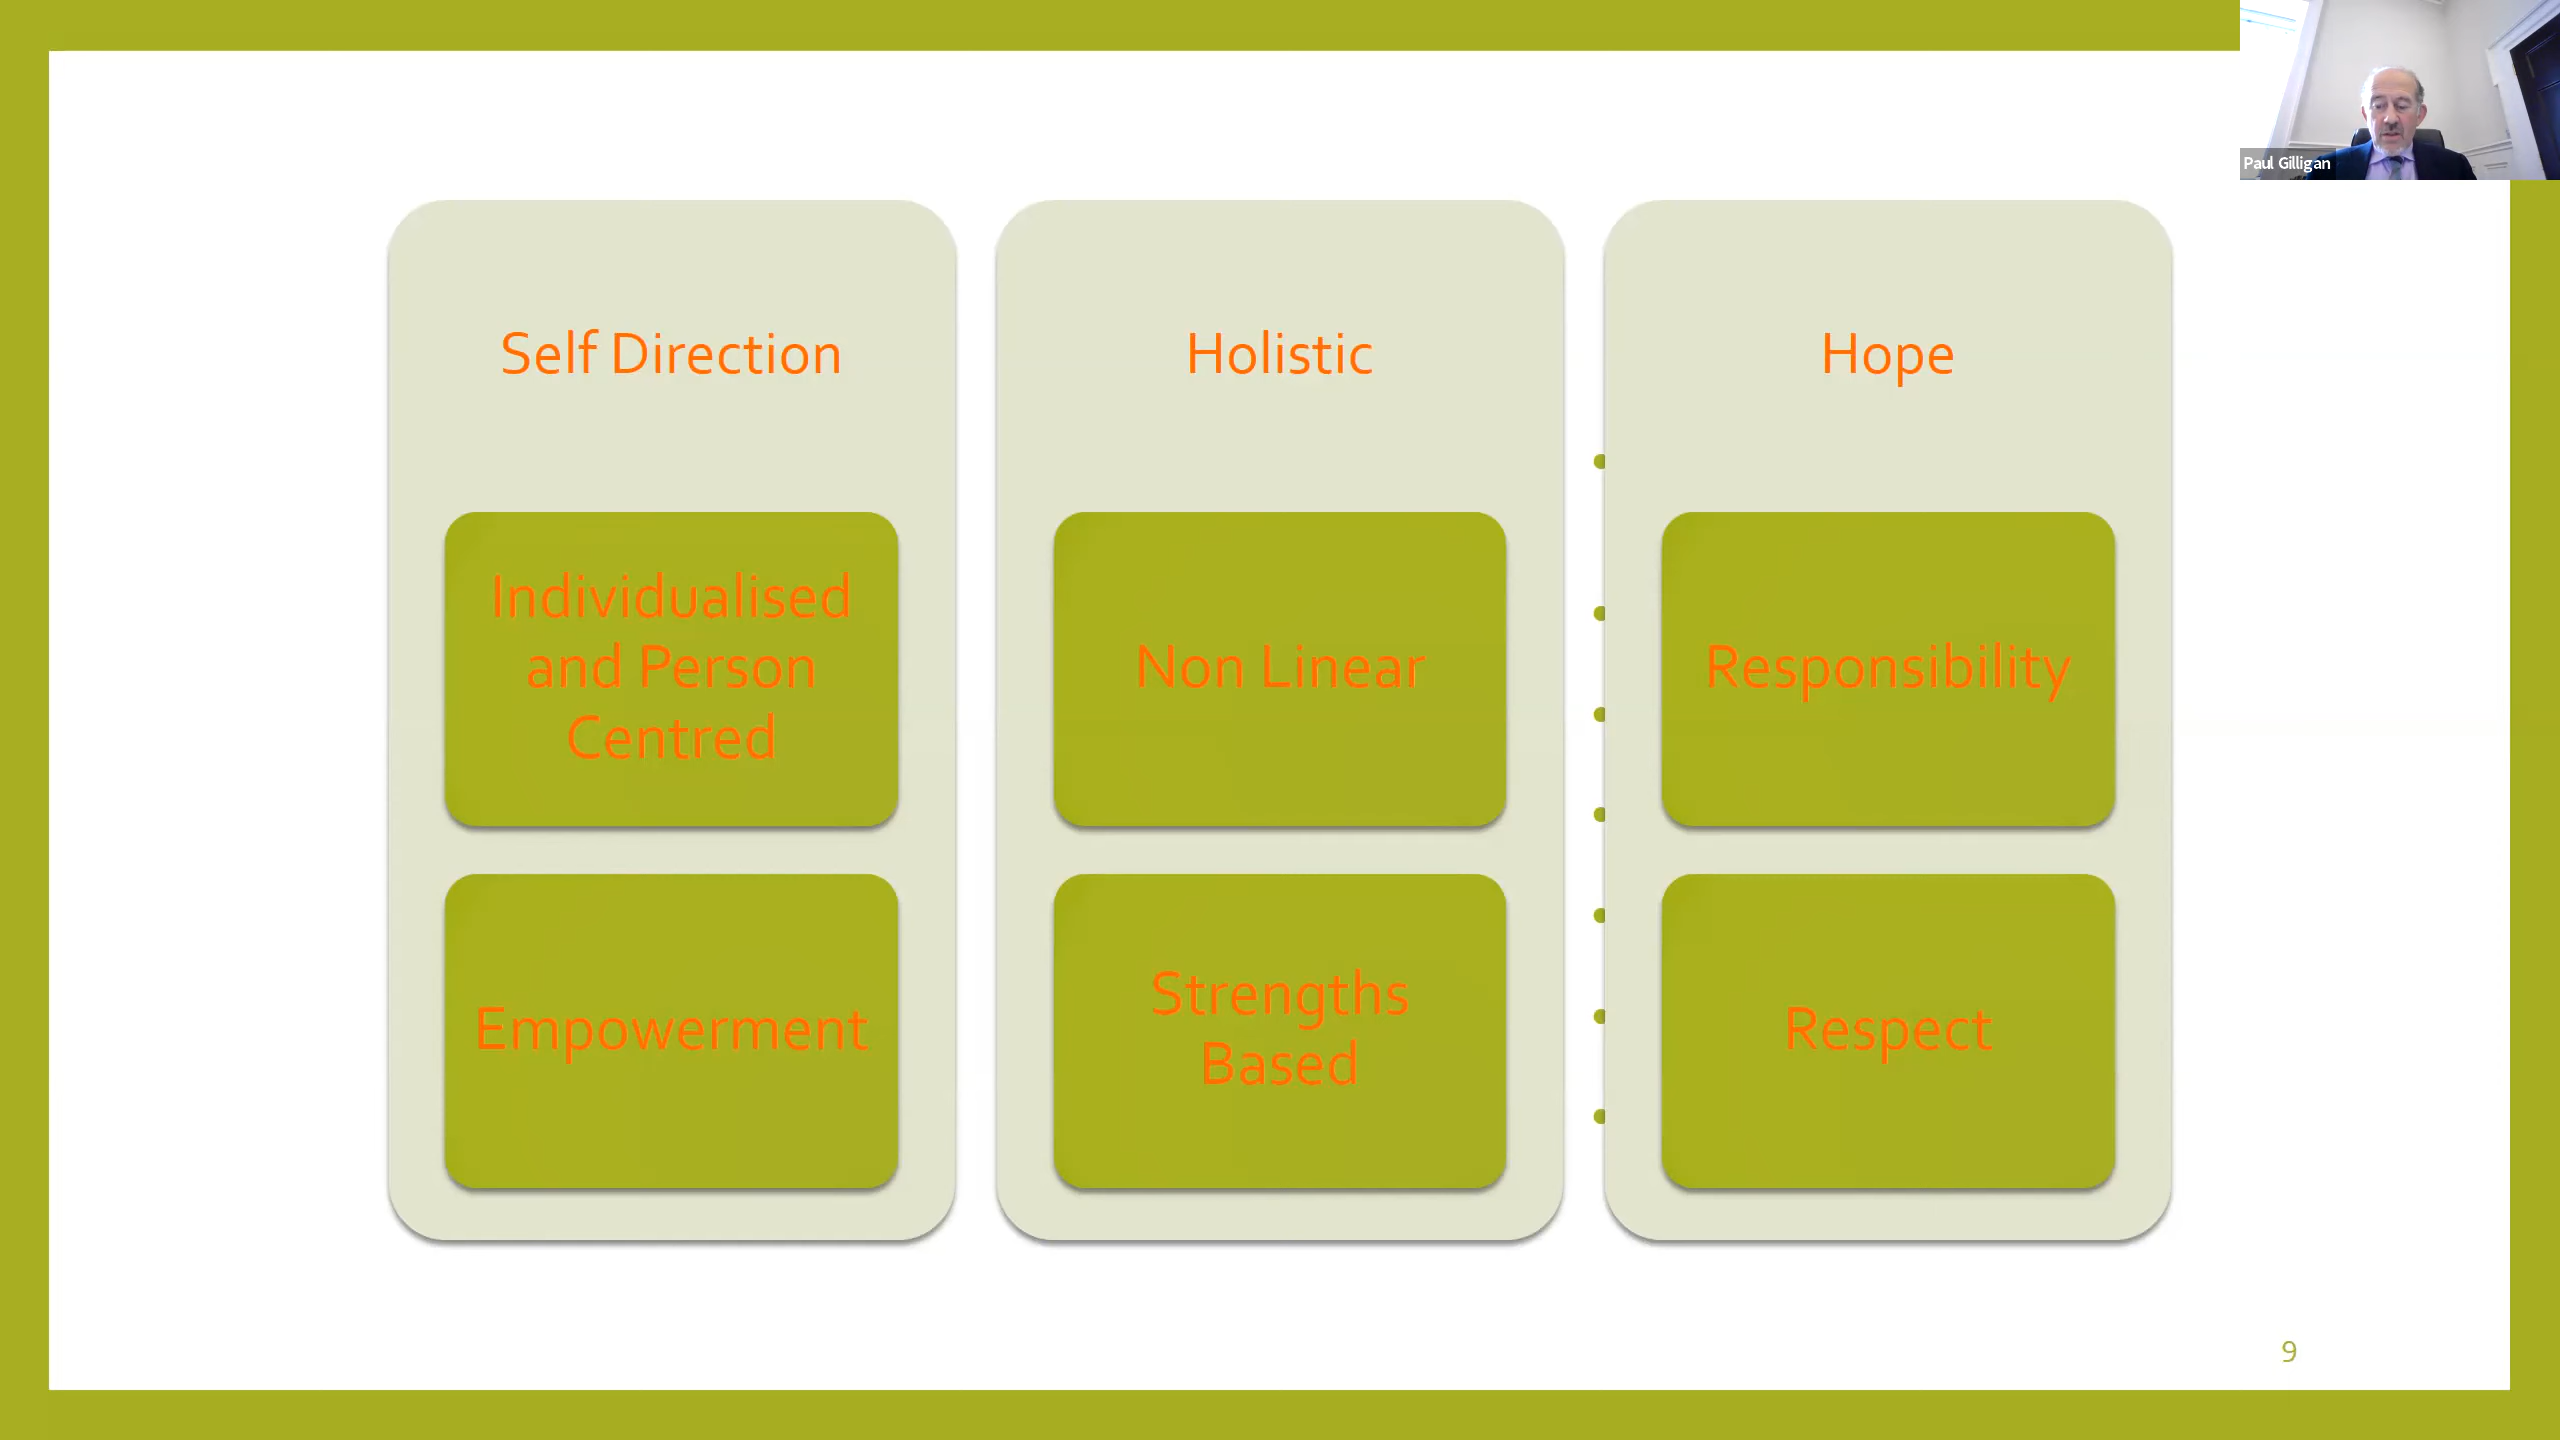 Paul Gilligan
Self Direction
Individualised
and Person
Centred
Empowerment
Holistic
Non Linear
Strengths
Based
Hope
Responsibility
Respect
9